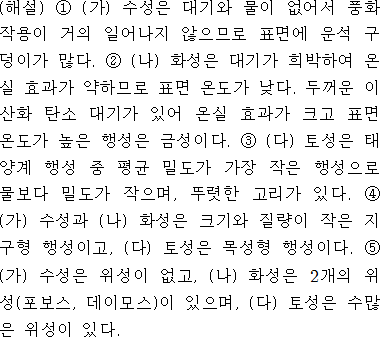 (해설) ① (가) 수성은 대기와 물이 없어서 풍화
작용이 거의 일어나지 않으므로 표면에 운석 구
덩이가 많다. ② (나) 화성은 대기가 희박하여 온
실 효과가 약하므로 표면 온도가 낮다. 두꺼운 이
산화 탄소 대기가 있어 온실 효과가 크고 표면
온도가 높은 행성은 금성이다. ③ (다) 토성은 태
양계 행성 중 평균 밀도가 가장 작은 행성으로
물보다 밀도가 작으며, 뚜렷한 고리가 있다. ④
(가) 수성과 (나) 화성은 크기와 질량이 작은 지
구형 행성이고, (다) 토성은 목성형 행성이다. ⑤
(가) 수성은 위성이 없고, (나) 화성은 2개의 위
성(포보스, 데이모스)이 있으며, (다) 토성은 수많
은 위성이 있다.